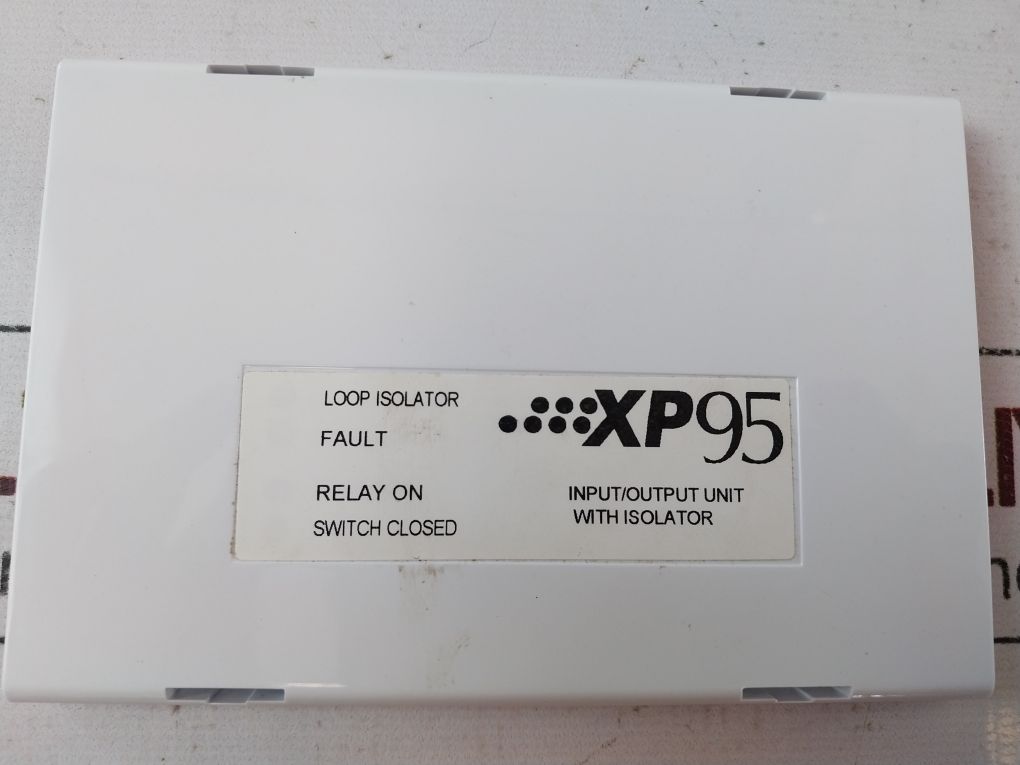 LOOP ISOLATOR
FAULT
RELAY ON
SWITCH CLOSED
XP95
INPUT/OUTPUT UNIT
WITH ISOLATOR